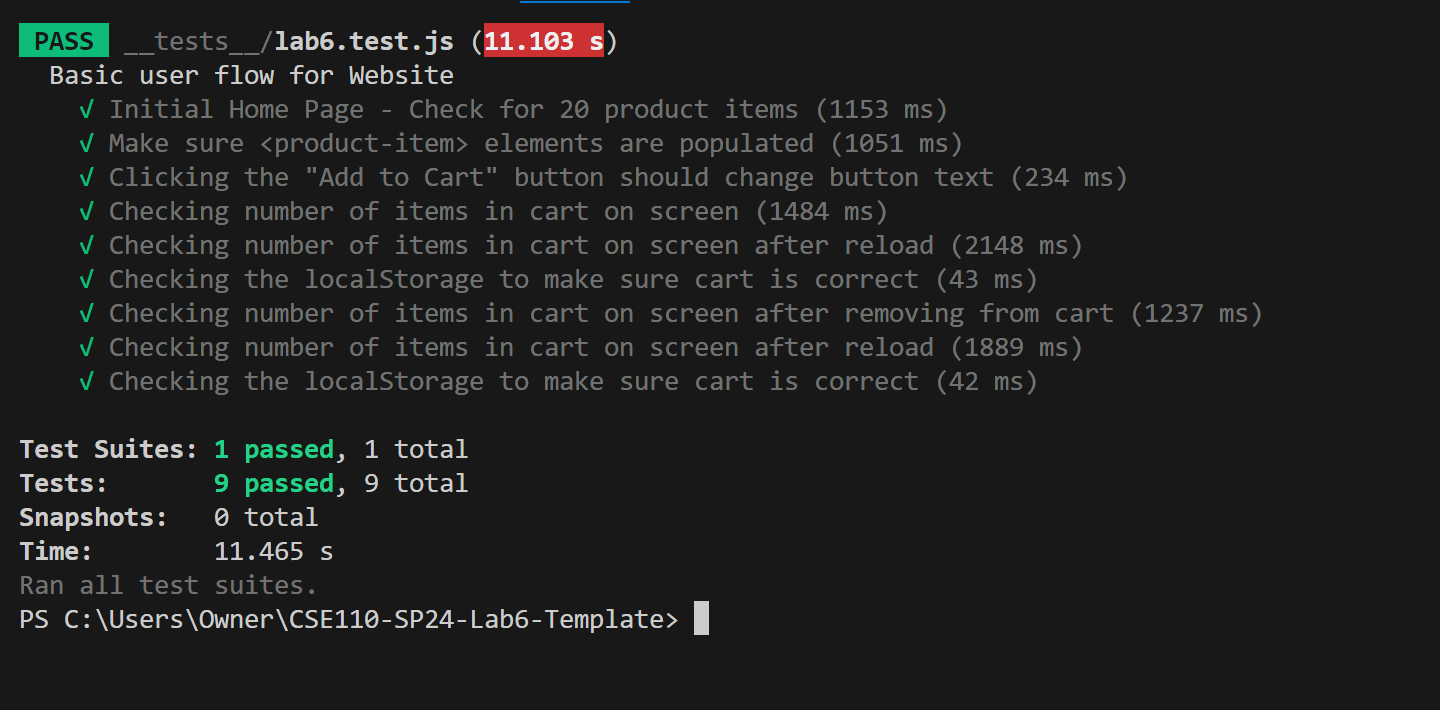 PASS __tests__/lab6.test.js (11.103 s)
Basic user flow for Website
√ Initial Home Page - Check for 20 product items (1153 ms)
√ Make sure <product-item> elements are populated (1051 ms)
√ Clicking the "Add to Cart" button should change button text (234 ms)
√ Checking number of items in cart on screen (1484 ms)
√ Checking number of items in cart on screen after reload (2148 ms)
√ Checking the localStorage to make sure cart is correct (43 ms)
√ Checking number of items in cart on screen after removing from cart (1237 ms)
√ Checking number of items in cart on screen after reload (1889 ms)
√ Checking the localStorage to make sure cart is correct (42 ms)
Test Suites: 1 passed, 1 total
Tests: 9 passed, 9 total
Snapshots: 0 total
Time: 11.465 s
Ran all test suites.
PS C:\Users\Owner\CSE110-SP24-Lab6-Template>